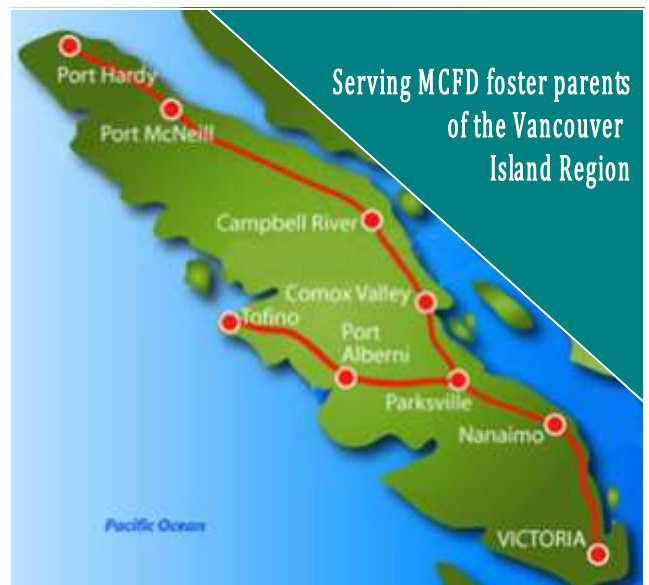 Serving MCFD foster parents
of the Vancouver
Island Region
Port Hardy
Port McNeill
Campbell River
Comox Valley
Tofino
Port
Alberni
Parksville
Nanaimo
VICTORIA
Pacific Ocean